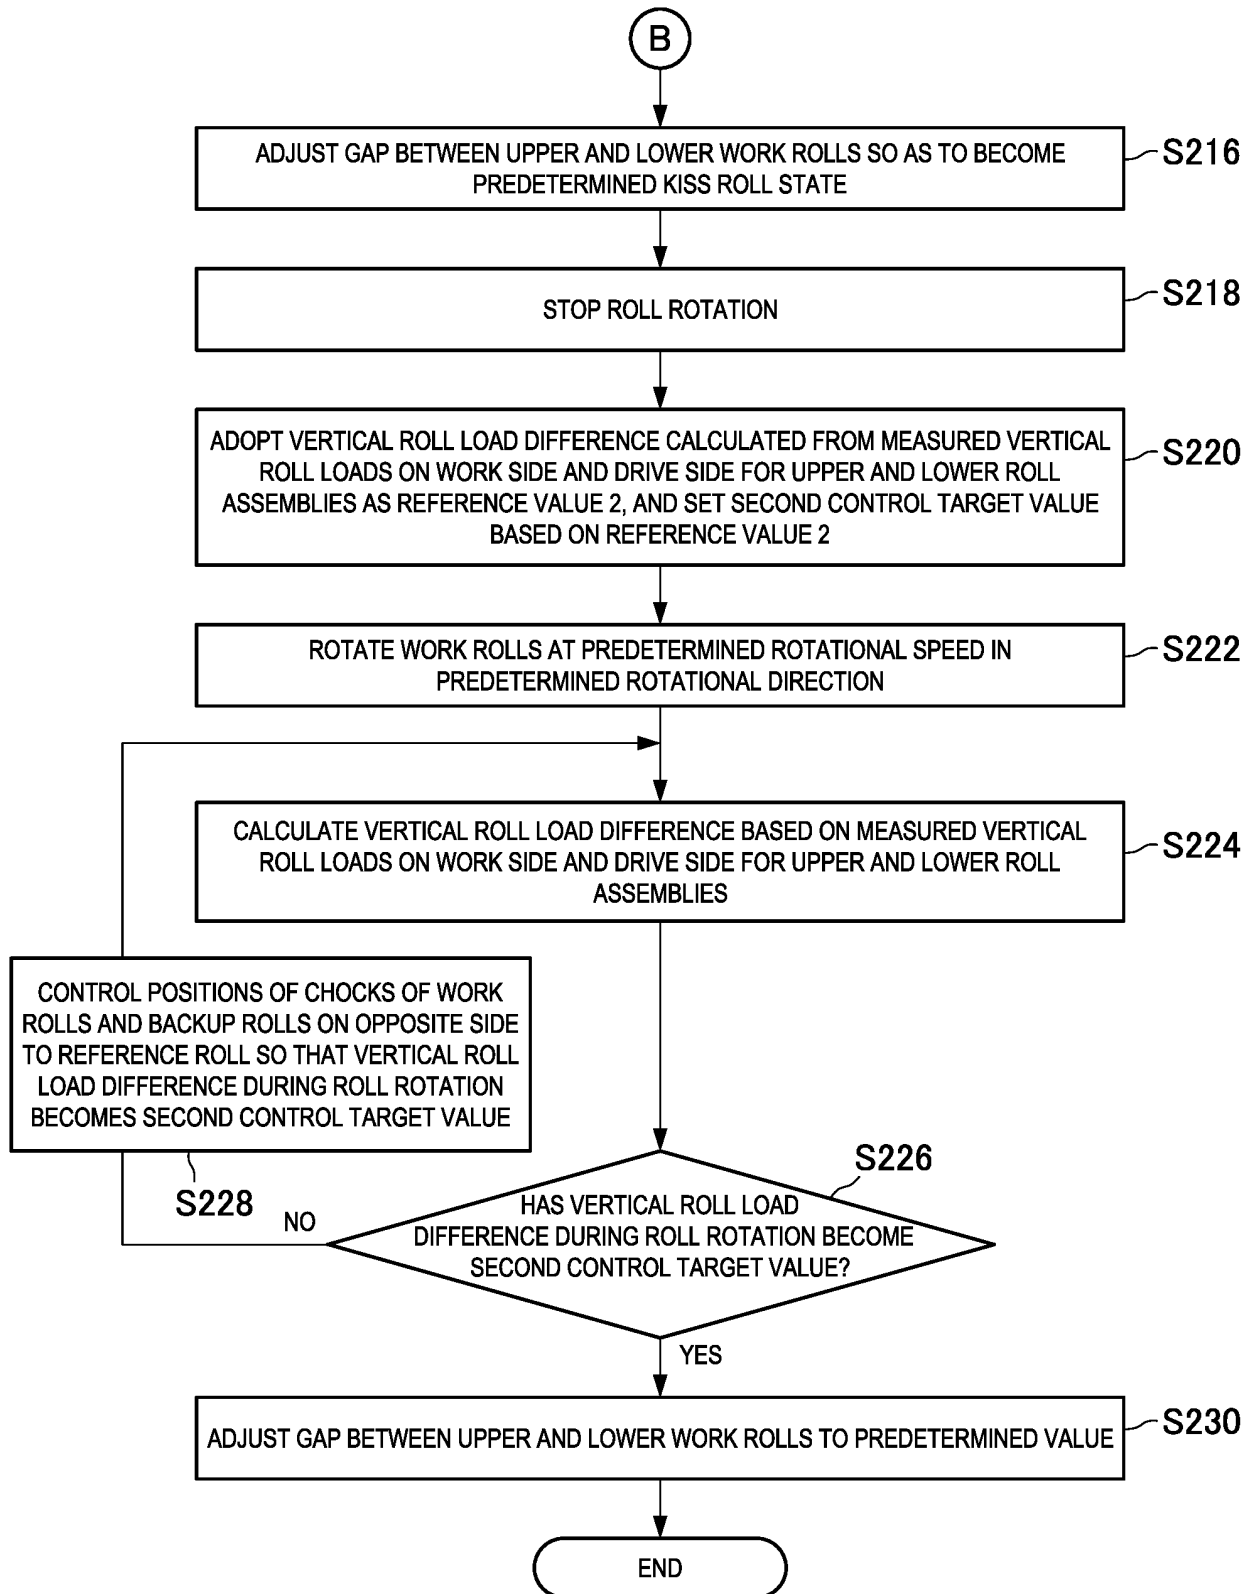 B
ADJUST GAP BETWEEN UPPER AND LOWER WORK ROLLS SO AS TO BECOME
PREDETERMINED KISS ROLL STATE
S216
STOP ROLL ROTATION
S218
ADOPT VERTICAL ROLL LOAD DIFFERENCE CALCULATED FROM MEASURED VERTICAL
ROLL LOADS ON WORK SIDE AND DRIVE SIDE FOR UPPER AND LOWER ROLL
ASSEMBLIES AS REFERENCE VALUE 2, AND SET SECOND CONTROL TARGET VALUE
BASED ON REFERENCE VALUE 2
S220
ROTATE WORK ROLLS AT PREDETERMINED ROTATIONAL SPEED IN
PREDETERMINED ROTATIONAL DIRECTION
S222
CALCULATE VERTICAL ROLL LOAD DIFFERENCE BASED ON MEASURED VERTICAL
ROLL LOADS ON WORK SIDE AND DRIVE SIDE FOR UPPER AND LOWER ROLL
ASSEMBLIES
S224
CONTROL POSITIONS OF CHOCKS OF WORK
ROLLS AND BACKUP ROLLS ON OPPOSITE SIDE
TO REFERENCE ROLL SO THAT VERTICAL ROLL
LOAD DIFFERENCE DURING ROLL ROTATION
BECOMES SECOND CONTROL TARGET VALUE
S228
NO
HAS VERTICAL ROLL LOAD
DIFFERENCE DURING ROLL ROTATION BECOME
SECOND CONTROL TARGET VALUE?
S226
YES
ADJUST GAP BETWEEN UPPER AND LOWER WORK ROLLS TO PREDETERMINED VALUE
S230
END